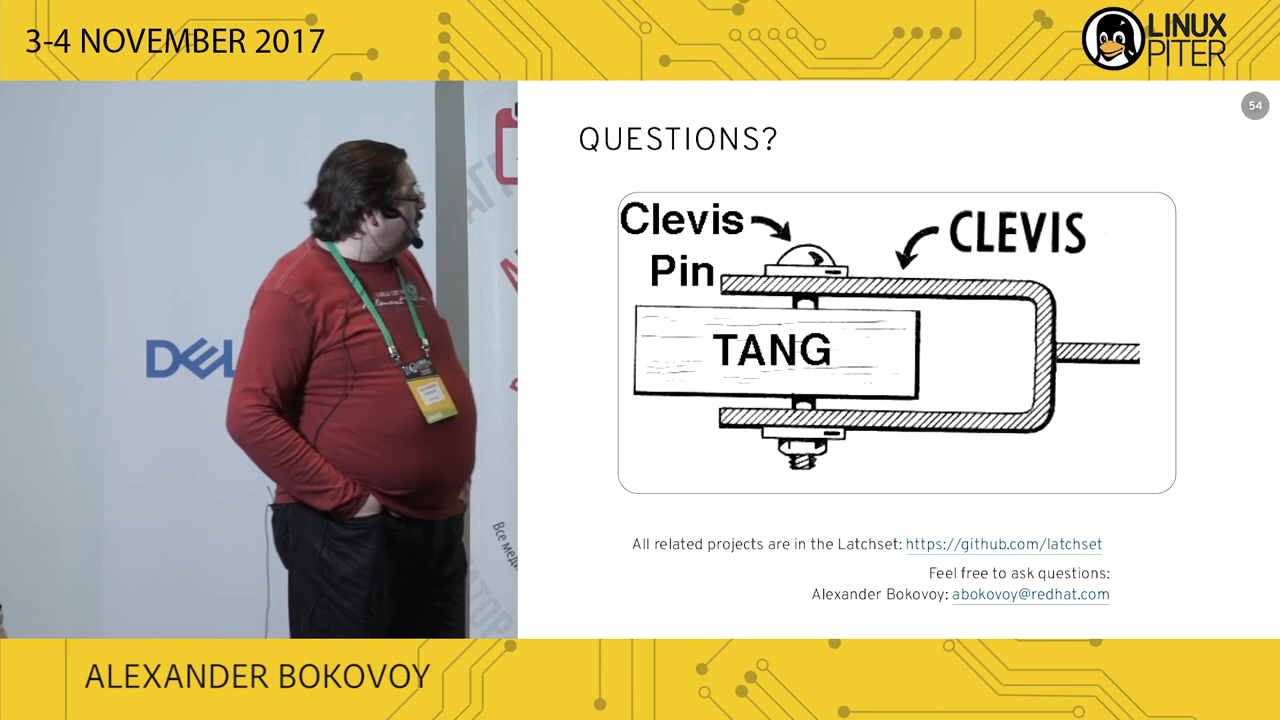 3-4 NOVEMBER 2017
LINUX
PITER
54
QUESTIONS?
Clevis
Pin
CLEVIS
TANG
All related projects are in the Latchset: https://github.com/latchset
Feel free to ask questions:
Alexander Bokovoy: abokovoy@redhat.com
DELL
Все
ALEXANDER BOKOVOY